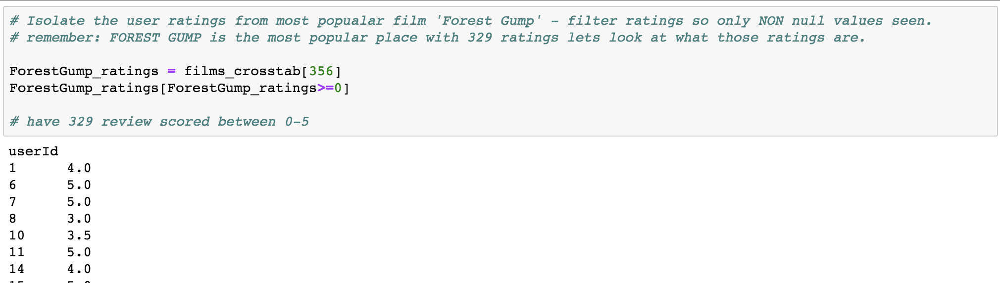 # Isolate the user ratings from most popualar film 'Forest Gump' - filter ratings so only NON null values seen.
# remember: FOREST GUMP is the most popular place with 329 ratings lets look at what those ratings are.
ForestGump_ratings = films_crosstab[356]
ForestGump_ratings[ForestGump_ratings>=0]
# have 329 review scored between 0-5
userId
1 4.0
6 5.0
7 5.0
8 3.0
10 3.5
11 5.0
14 4.0